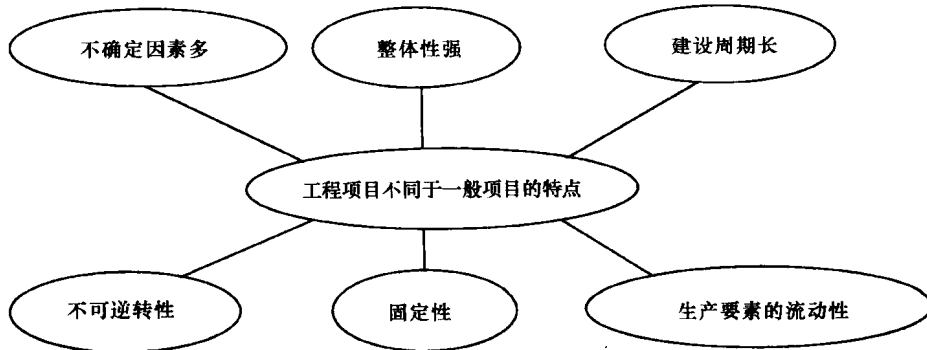 不确定因素多
整体性强
建设周期长
工程项目不同于一般项目的特点
不可逆转性
固定性
生产要素的流动性